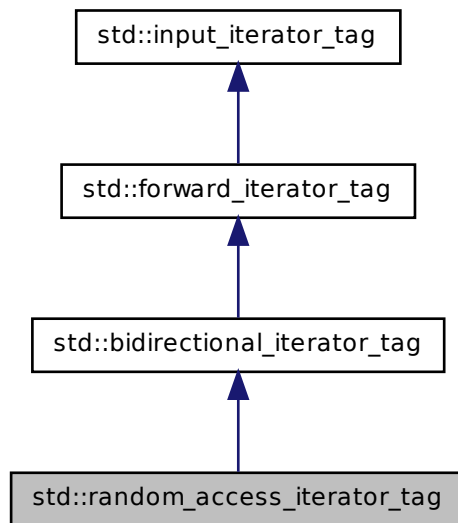 std::input_iterator_tag
std::forward_iterator_tag
std::bidirectional_iterator_tag
std::random_access_iterator_tag